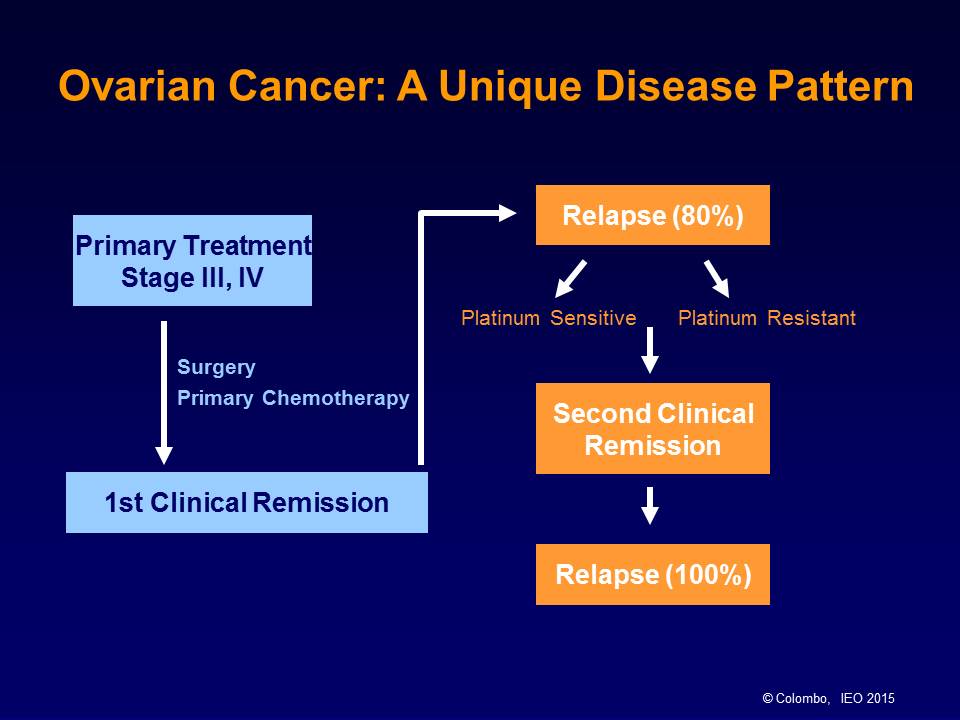 Ovarian Cancer: A Unique Disease Pattern
Primary Treatment
Stage III, IV
Surgery
Primary Chemotherapy
1st Clinical Remission
Relapse (80%)
Platinum Sensitive
Platinum Resistant
Second Clinical
Remission
Relapse (100%)
© Colombo, IEO 2015